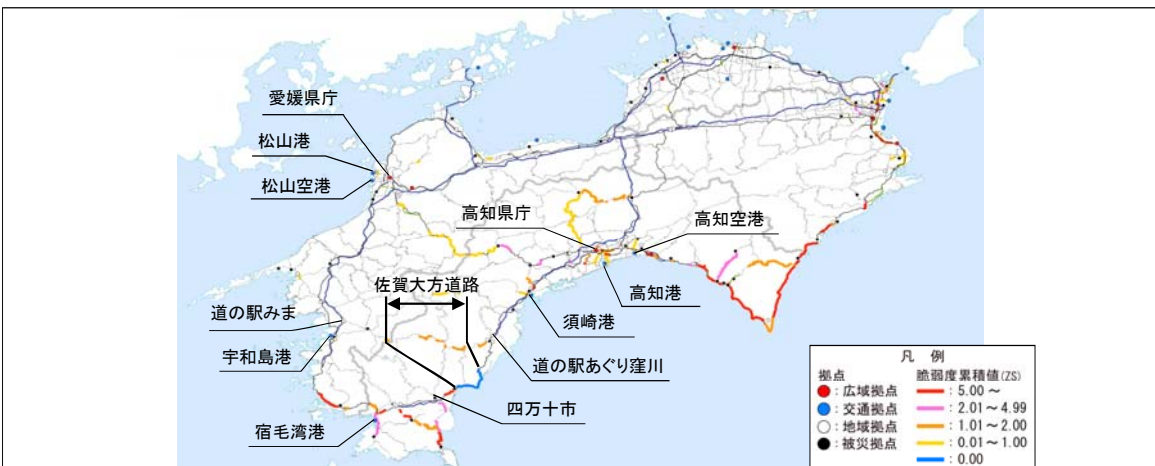 愛媛県庁
松山港
松山空港
高知県庁
高知空港
佐賀大方道路
高知港
道の駅みま
須崎港
宇和島港
道の駅あぐり窪川
四万十市
宿毛湾港
凡 例
拠点
脆弱度累積値(ZS)
：広域拠点
：5.00 ～
：交通拠点
：2.01～4.99
：地域拠点
：1.01～2.00
：被災拠点
：0.01～1.00
：0.00